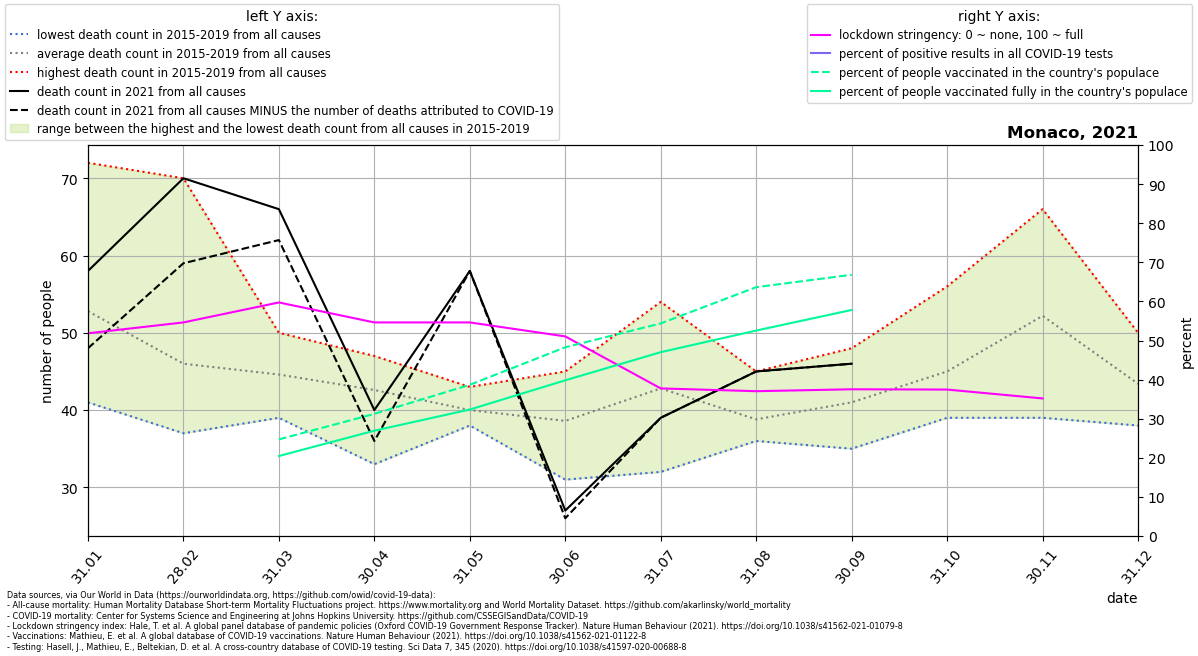 left Y axis:
lowest death count in 2015-2019 from all causes
average death count in 2015-2019 from all causes
highest death count in 2015-2019 from all causes
death count in 2021 from all causes
death count in 2021 from all causes MINUS the number of deaths attributed to COVID-19
range between the highest and the lowest death count from all causes in 2015-2019
right Y axis:
lockdown stringency: 0 ~ none, 100 ~ full
percent of positive results in all COVID-19 tests
percent of people vaccinated in the country's populace
percent of people vaccinated fully in the country's populace
Monaco, 2021
number of people
70
60
50
40
30
100
90
80
70
60
50
40
30
20
10
0
percent
31.01 28.02 31.03 30.04 31.05 30.06 31.07 31.08 30.09 31.10 30.11 31.12
date
Data sources, via Our World in Data (https://ourworldindata.org, https://github.com/owid/covid-19-data):
- All-cause mortality: Human Mortality Database Short-term Mortality Fluctuations project. https://www.mortality.org and World Mortality Dataset. https://github.com/akarlinsky/world_mortality
- COVID-19 mortality: Center for Systems Science and Engineering at Johns Hopkins University. https://github.com/CSSEGISandData/COVID-19
- Lockdown stringency index: Hale, T. et al. A global panel database of pandemic policies (Oxford COVID-19 Government Response Tracker). Nature Human Behaviour (2021). https://doi.org/10.1038/s41562-021-01079-8
- Vaccinations: Mathieu, E. et al. A global database of COVID-19 vaccinations. Nature Human Behaviour (2021). https://doi.org/10.1038/s41562-021-01122-8
- Testing: Hasell, J., Mathieu, E., Beltekian, D. et al. A cross-country database of COVID-19 testing. Sci Data 7, 345 (2020). https://doi.org/10.1038/s41597-020-00688-8